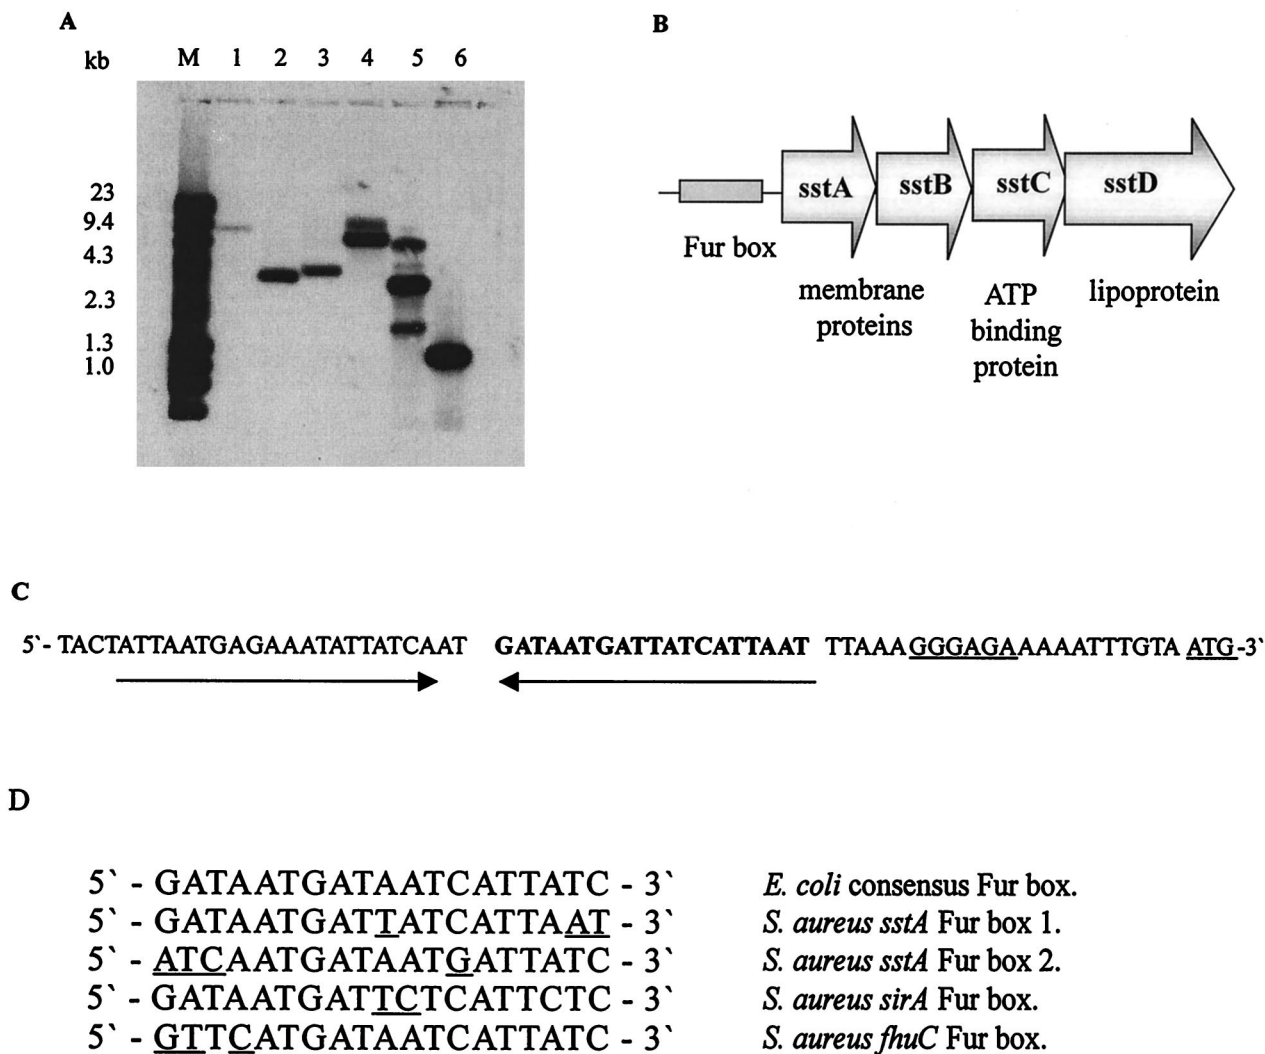 A
kb M 1 2 3 4 5 6
23
9.4
4.3
2.3
1.3
1.0
B
sstA sstB sstC sstD
Fur box
membrane
proteins
ATP
binding
protein
lipoprotein
C
5`- TACTATTAATGAGAAATATTATCAAT GATAATGATTATCATTAAT TTAAAGGGAGAAAAATTTGTA ATG-3`
D
5` - GATAATGATAATCATTATC - 3` E. coli consensus Fur box.
5` - GATAATGATTATCATTAAT - 3` S. aureus sstA Fur box 1.
5` - ATCAATGATAATGATTATC - 3` S. aureus sstA Fur box 2.
5` - GATAATGATTCTCATTCTC - 3` S. aureus sirA Fur box.
5` - GTTCATGATAATCATTATC - 3` S. aureus fhuC Fur box.